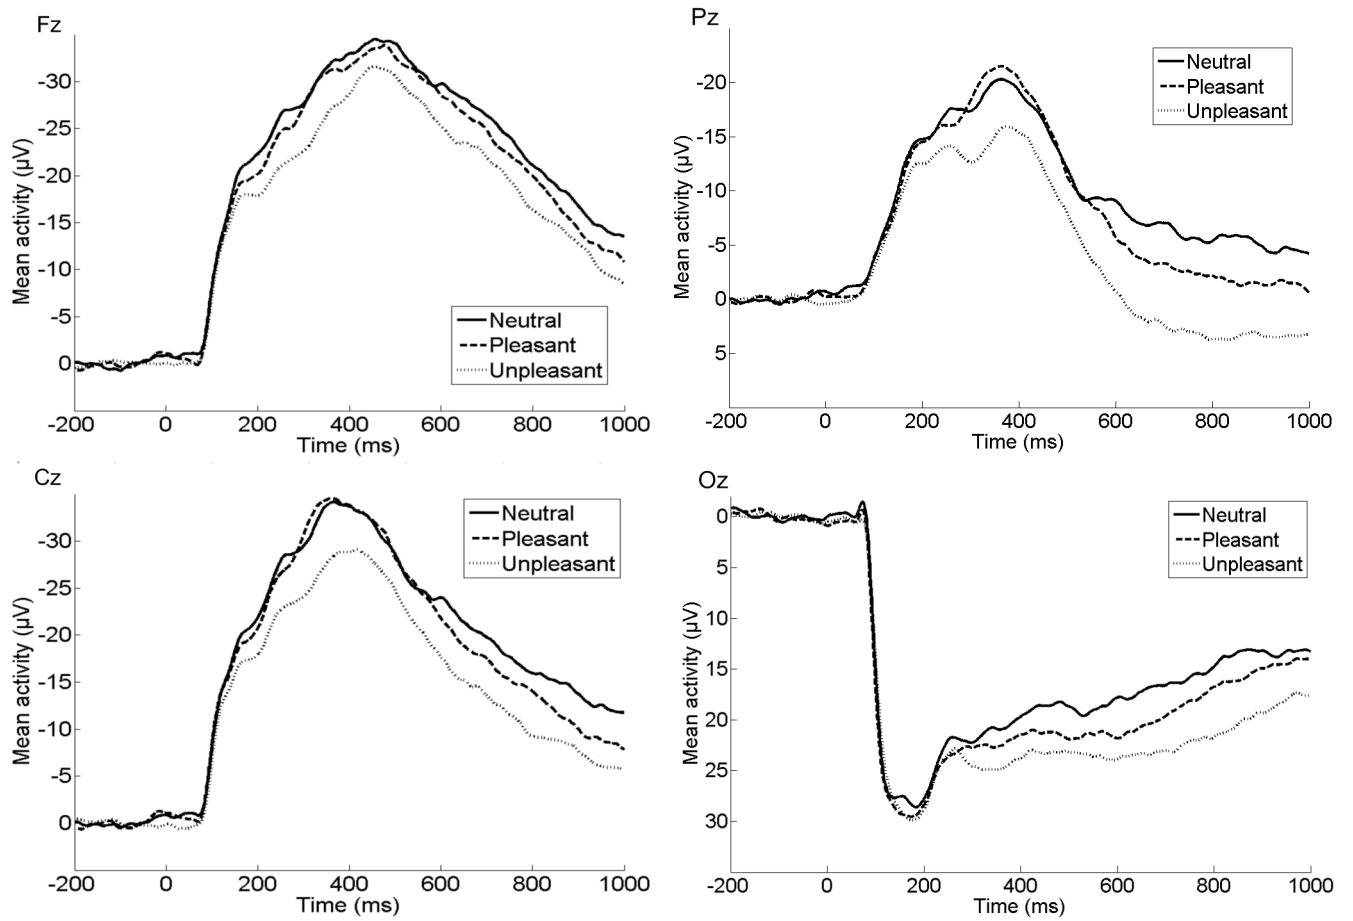 Fz
Mean activity (µV)
-30
-25
-20
-15
-10
-5
0
Neutral
Pleasant
Unpleasant
-200 0 200 400 600 800 1000
Time (ms)
Pz
Mean activity (µV)
-20
-15
-10
-5
0
5
Neutral
Pleasant
Unpleasant
-200 0 200 400 600 800 1000
Time (ms)
Cz
Mean activity (µV)
-30
-25
-20
-15
-10
-5
0
Neutral
Pleasant
Unpleasant
-200 0 200 400 600 800 1000
Time (ms)
Oz
Mean activity (µV)
0
5
10
15
20
25
30
Neutral
Pleasant
Unpleasant
-200 0 200 400 600 800 1000
Time (ms)